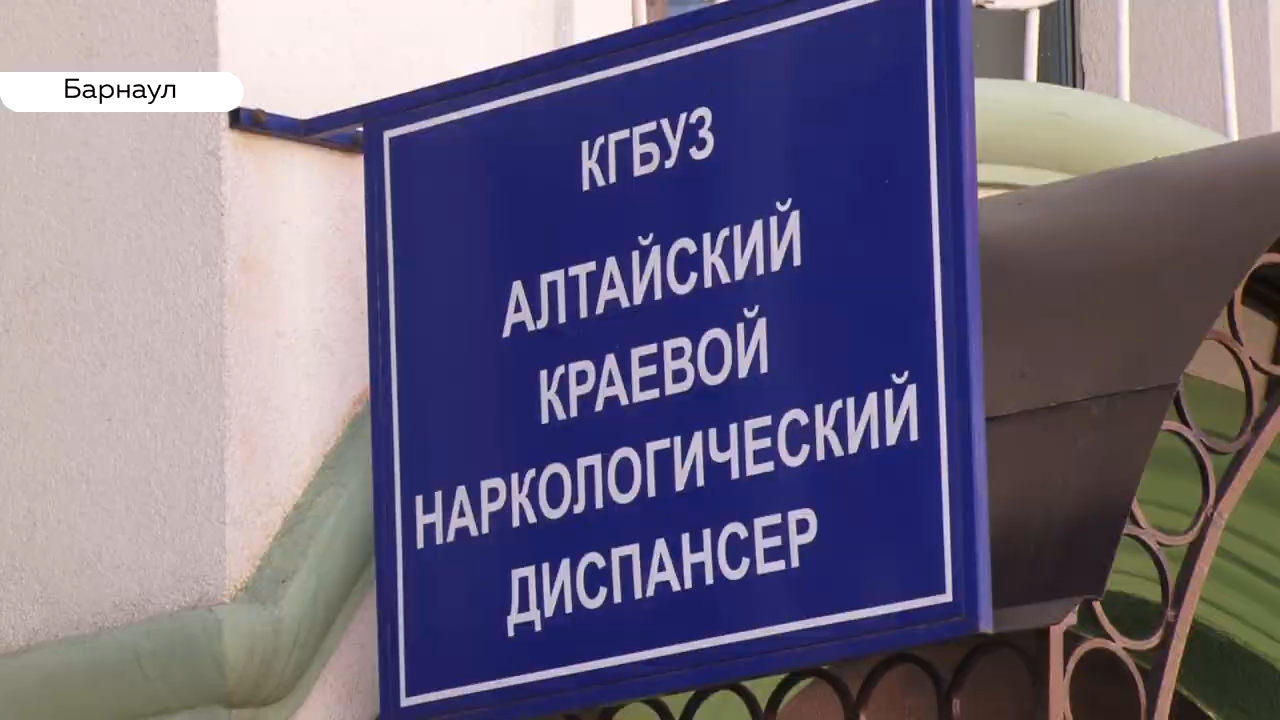 Барнаул
КГБУЗ
АЛТАЙСКИЙ
КРАЕВОЙ
НАРКОЛОГИЧЕСКИЙ
ДИСПАНСЕР